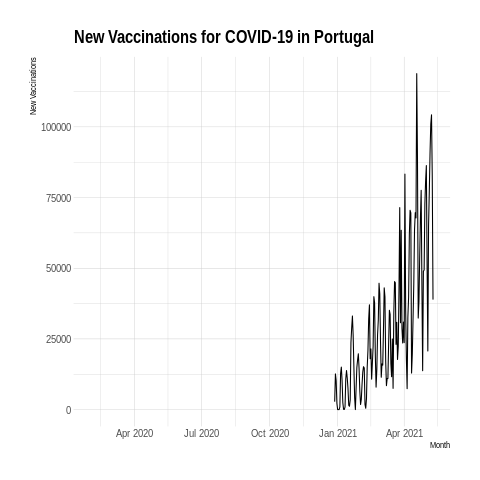 New Vaccinations for COVID-19 in Portugal
New Vaccinations
100000
75000
50000
25000
0
Apr 2020 Jul 2020 Oct 2020 Jan 2021 Apr 2021
Month